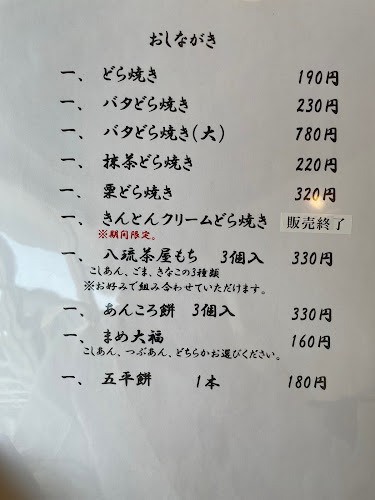 おしながき
一、 どら焼き 190円
一、 バタどら焼き 230円
一、 バタどら焼き(大) 780円
一、 抹茶どら焼き 220円
一、 栗どら焼き 320円
一、 きんとんクリームどら焼き 販売終了
※期間限定。
一、 八琉茶屋もち 3個入 330円
こしあん、ごま、きなこの3種類
※お好みで組み合わせていただけます。
一、 あんころ餅 3個入 330円
一、 まめ大福 160円
こしあん、つぶあん、どちらかお選びください。
一、 五平餅 1本 180円